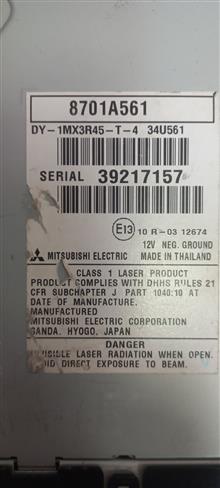 8701A561
DY-1MX3R45-T-4 34U561
SERIAL 39217157
E13 10 R-03 12674
12V NEG. GROUND
MITSUBISHI ELECTRIC MADE IN THAILAND
CLASS 1 LASER PRODUCT
PRODUCT COMPLIES WITH DHHS RULES 21
CFR SUBCHAPTER J PART 1040:10 AT
DATE OF MANUFACTURE.
MANUFACTURED
MITSUBISHI ELECTRIC CORPORATION
SANDA, HYOGO, JAPAN
DANGER
VISIBLE LASER RADIATION WHEN OPEN.
AVOID DIRECT EXPOSURE TO BEAM.